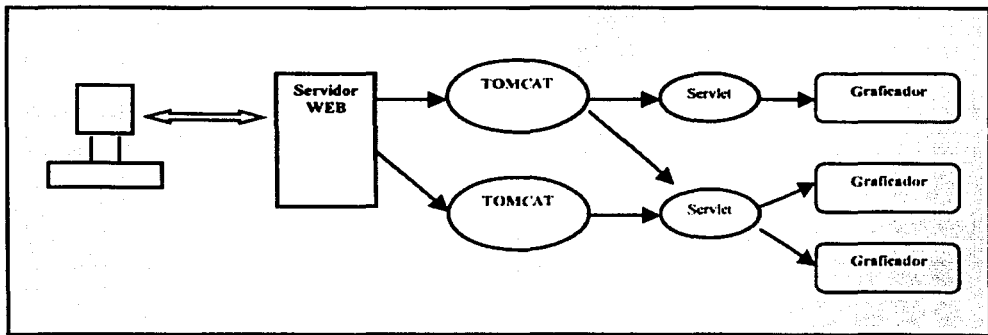 Servidor
WEB
TOMCAT
Servlet
Graficador
TOMCAT
Servlet
Graficador
Graficador